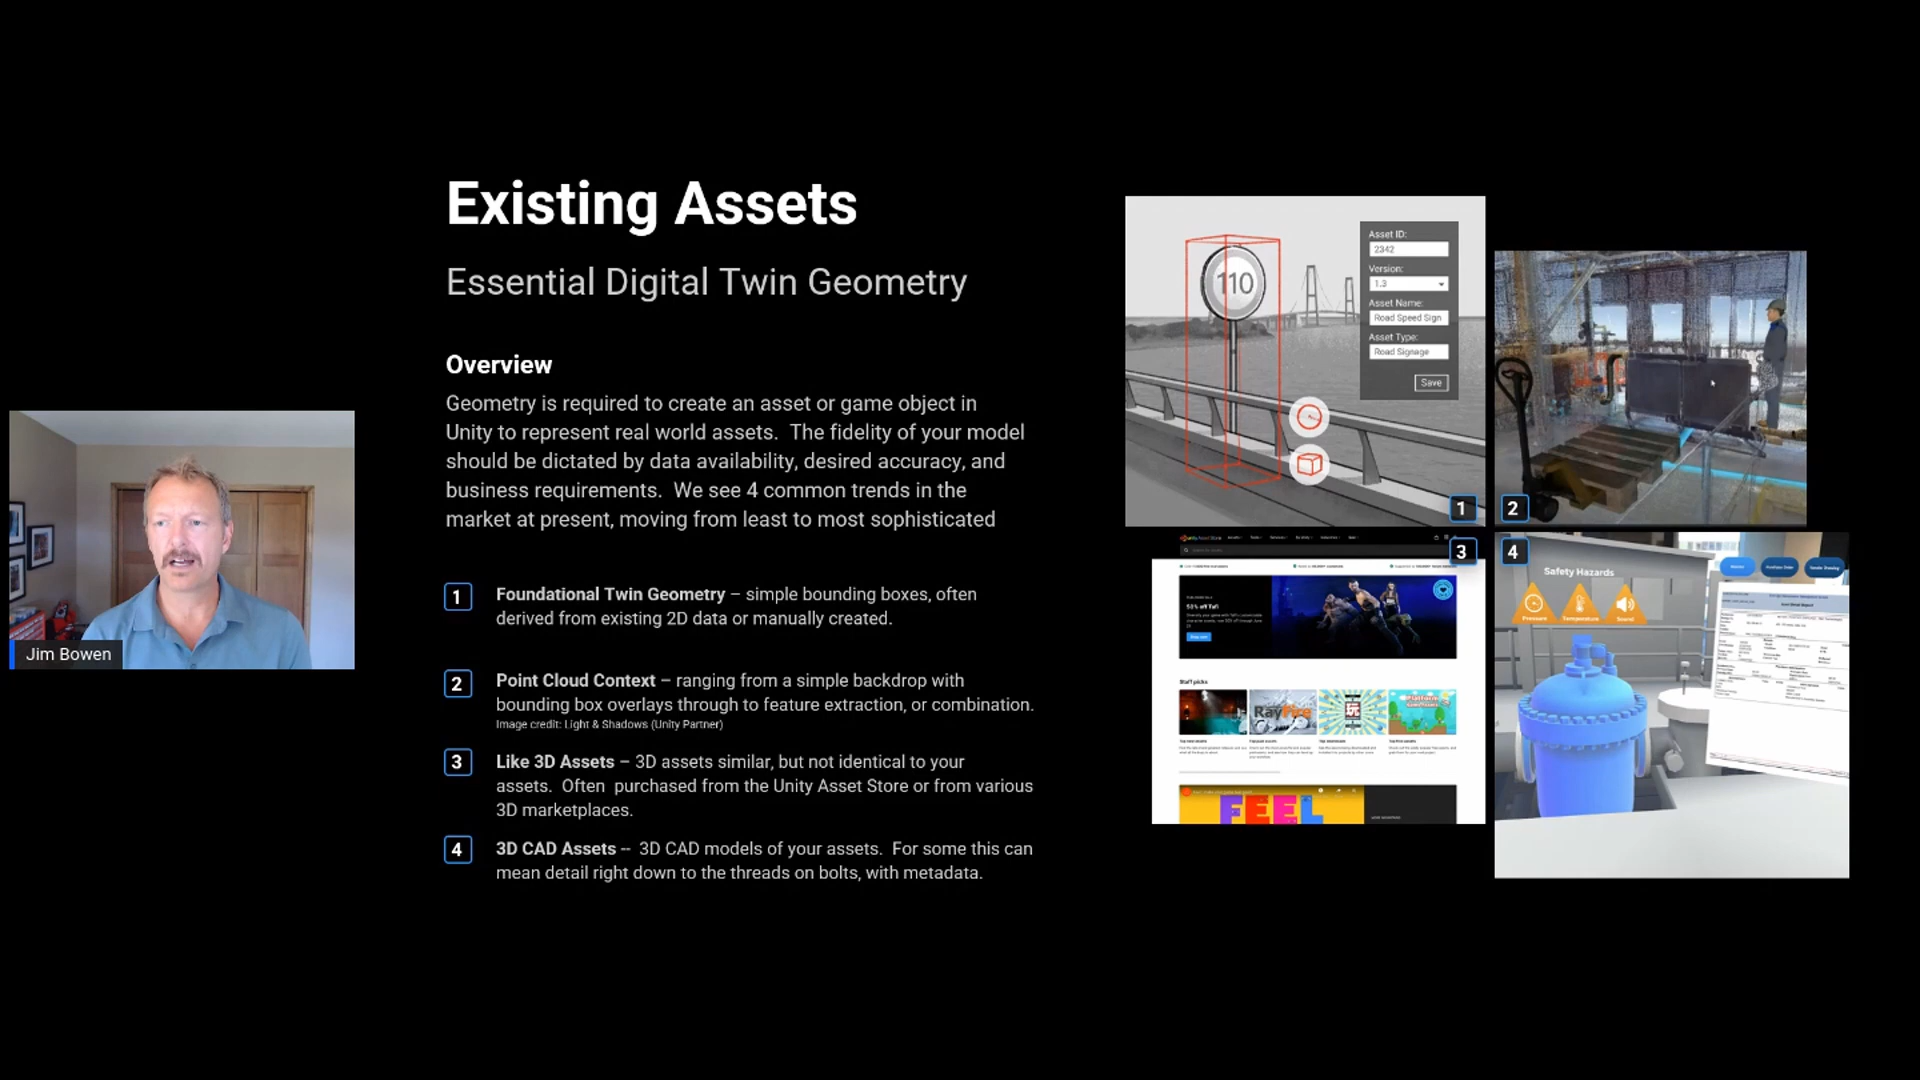 Existing Assets
Essential Digital Twin Geometry
Overview
Geometry is required to create an asset or game object in
Unity to represent real world assets.  The fidelity of your model
should be dictated by data availability, desired accuracy, and
business requirements.  We see 4 common trends in the
market at present, moving from least to most sophisticated
1
Foundational Twin Geometry – simple bounding boxes, often
derived from existing 2D data or manually created.
2
Point Cloud Context – ranging from a simple backdrop with
bounding box overlays through to feature extraction, or combination.
Image credit: Light & Shadows (Unity Partner)
3
Like 3D Assets – 3D assets similar, but not identical to your
assets.  Often  purchased from the Unity Asset Store or from various
3D marketplaces.
4
3D CAD Assets --  3D CAD models of your assets.  For some this can
mean detail right down to the threads on bolts, with metadata.
Jim Bowen
110
Asset ID:
2342
Version:
1.3
Asset Name:
Road Speed Sign
Asset Type:
Road Signage
Save
1
2
3
Staff picks
RayFire
Platform
FEEL
4
Safety Hazards
Pressure
Temperature
Sound